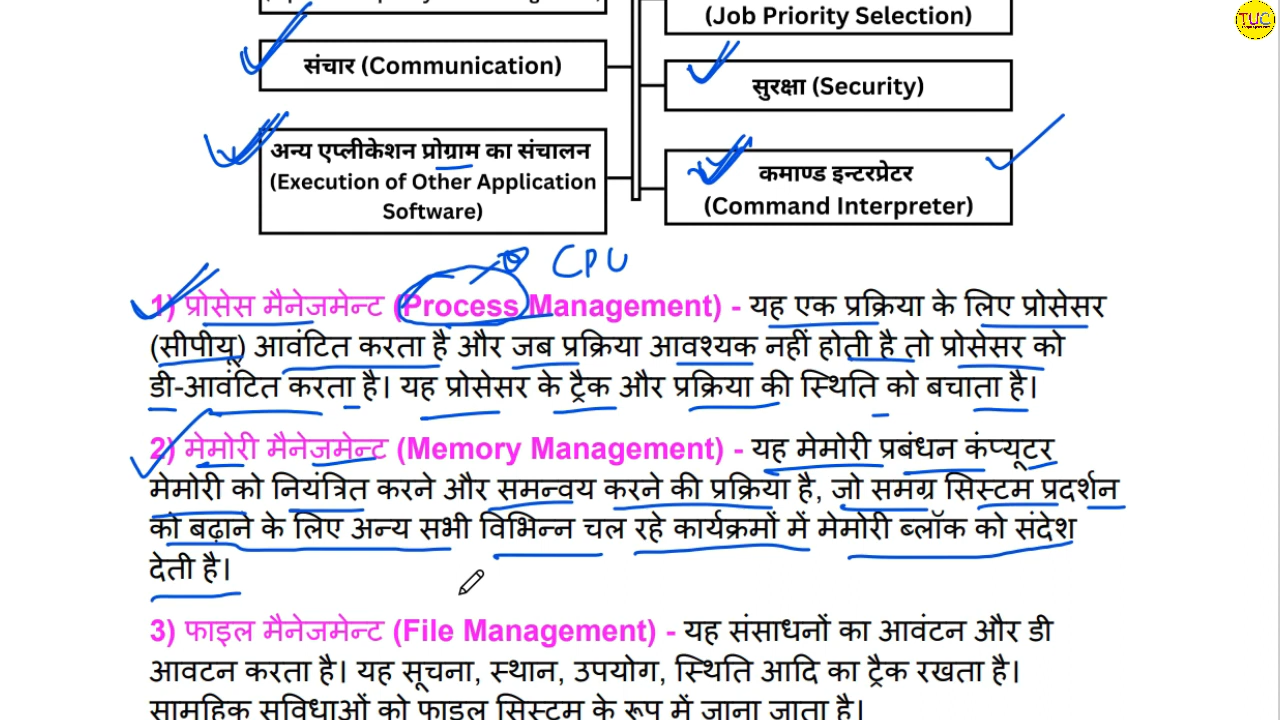 (Job Priority Selection)
TUC
संचार (Communication)
सुरक्षा (Security)
अन्य एप्लीकेशन प्रोग्राम का संचालन
(Execution of Other Application
Software)
कमाण्ड इन्टरप्रेटर
(Command Interpreter)
CPU
1) प्रोसेस मैनेजमेन्ट (Process Management) - यह एक प्रक्रिया के लिए प्रोसेसर
(सीपीयू) आवंटित करता है और जब प्रक्रिया आवश्यक नहीं होती है तो प्रोसेसर को
डी-आवंटित करता है। यह प्रोसेसर के ट्रैक और प्रक्रिया की स्थिति को बचाता है।
2) मेमोरी मैनेजमेन्ट (Memory Management) - यह मेमोरी प्रबंधन कंप्यूटर
मेमोरी को नियंत्रित करने और समन्वय करने की प्रक्रिया है, जो समग्र सिस्टम प्रदर्शन
को बढ़ाने के लिए अन्य सभी विभिन्न चल रहे कार्यक्रमों में मेमोरी ब्लॉक को संदेश
देती है।
3) फाइल मैनेजमेन्ट (File Management) - यह संसाधनों का आवंटन और डी
आवटन करता है। यह सूचना, स्थान, उपयोग, स्थिति आदि का ट्रैक रखता है।
सामूहिक सुविधाओं को फाइल सिस्टम के रूप में जाना जाता है।